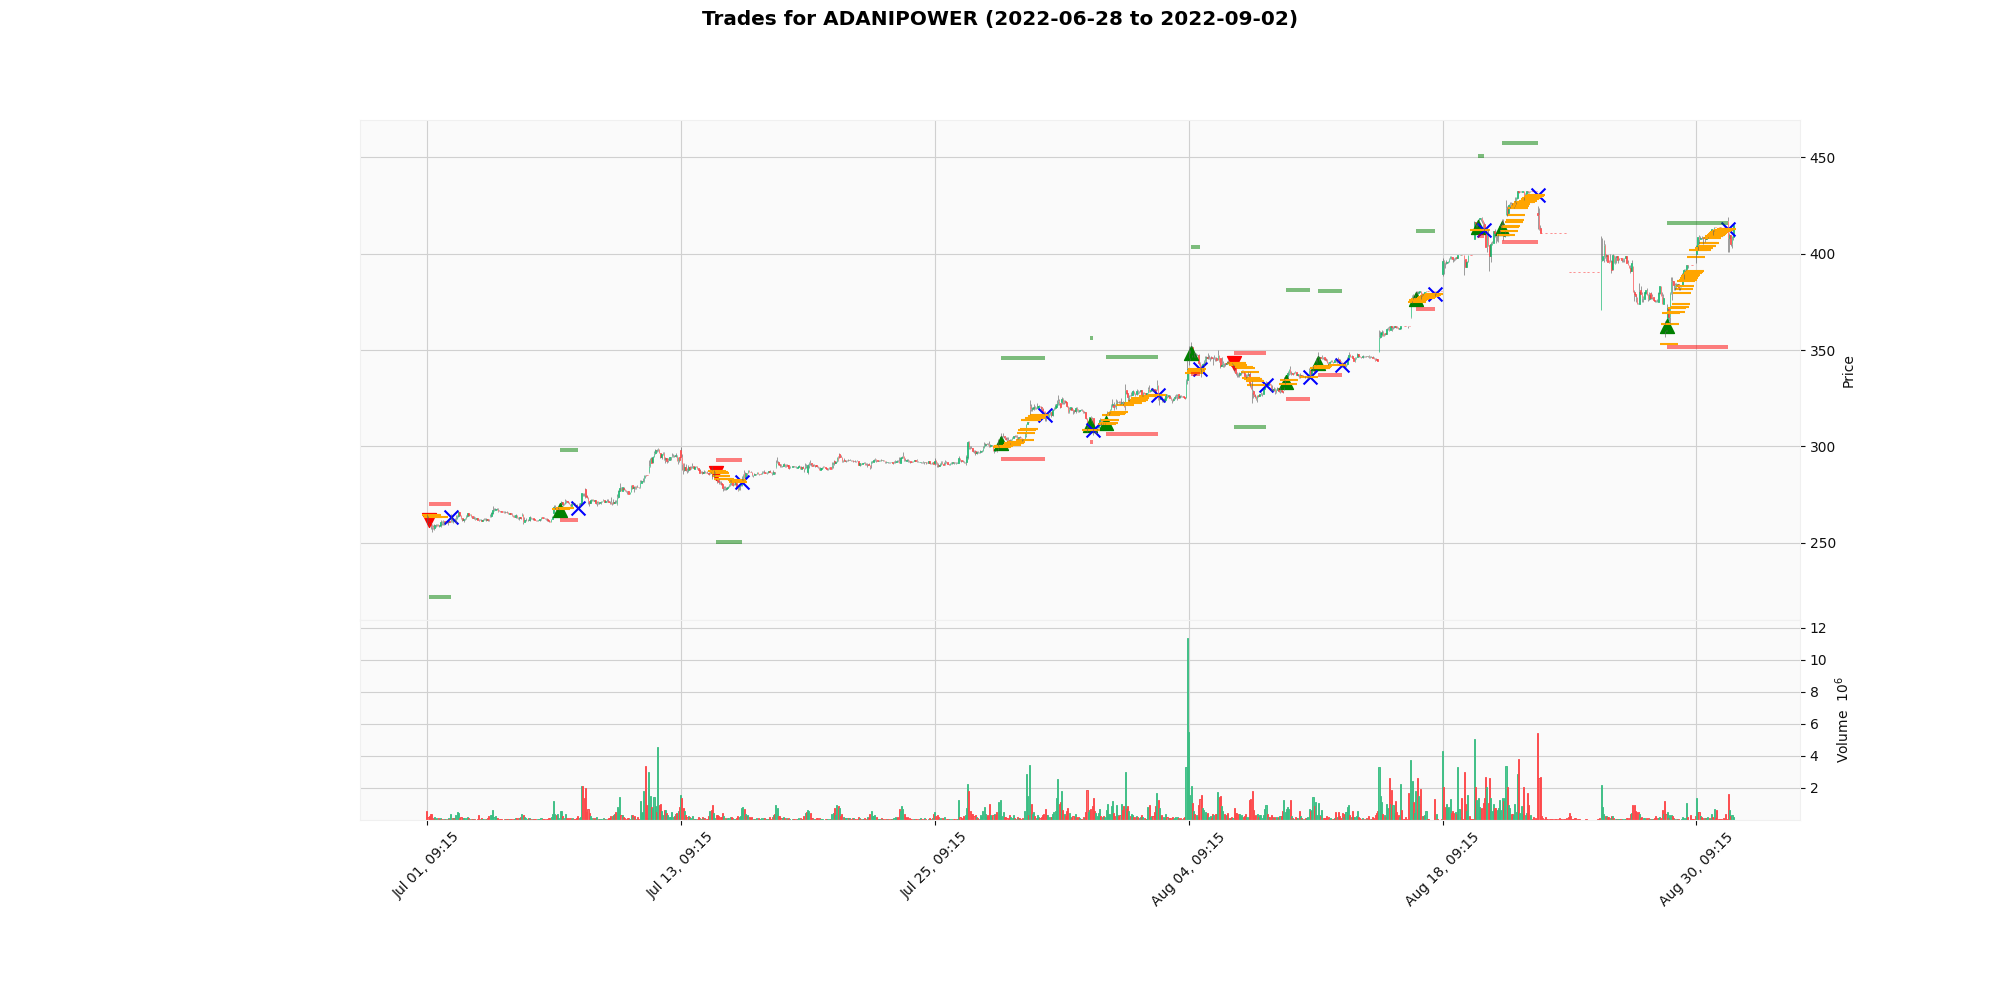 Trades for ADANIPOWER (2022-06-28 to 2022-09-02)
450
400
350
300
250
Price
12
10
8
6
4
2
Volume 10^6
Jul 01, 09:15
Jul 13, 09:15
Jul 25, 09:15
Aug 04, 09:15
Aug 18, 09:15
Aug 30, 09:15